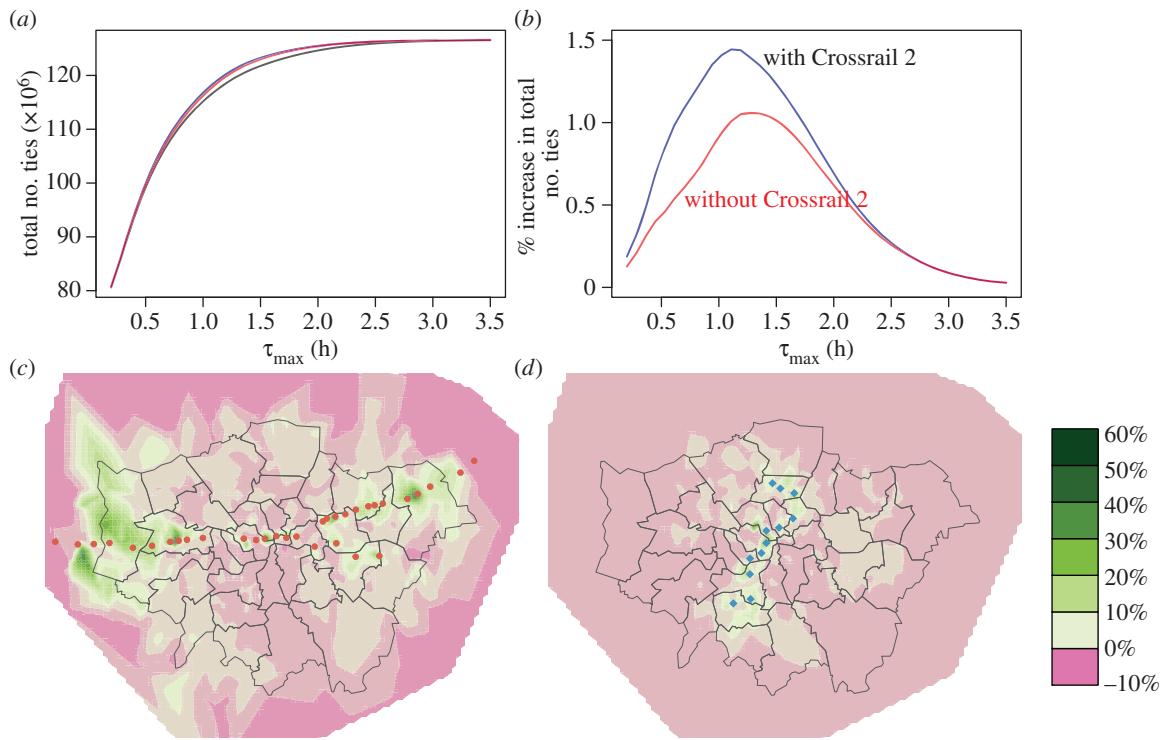 (a)
total no. ties (×10⁶)
120
110
100
90
80
0.5 1.0 1.5 2.0 2.5 3.0 3.5
τmax (h)
(b)
% increase in total
no. ties
1.5
1.0
0.5
0
with Crossrail 2
without Crossrail 2
0.5 1.0 1.5 2.0 2.5 3.0 3.5
τmax (h)
(c)
(d)
60%
50%
40%
30%
20%
10%
0%
–10%